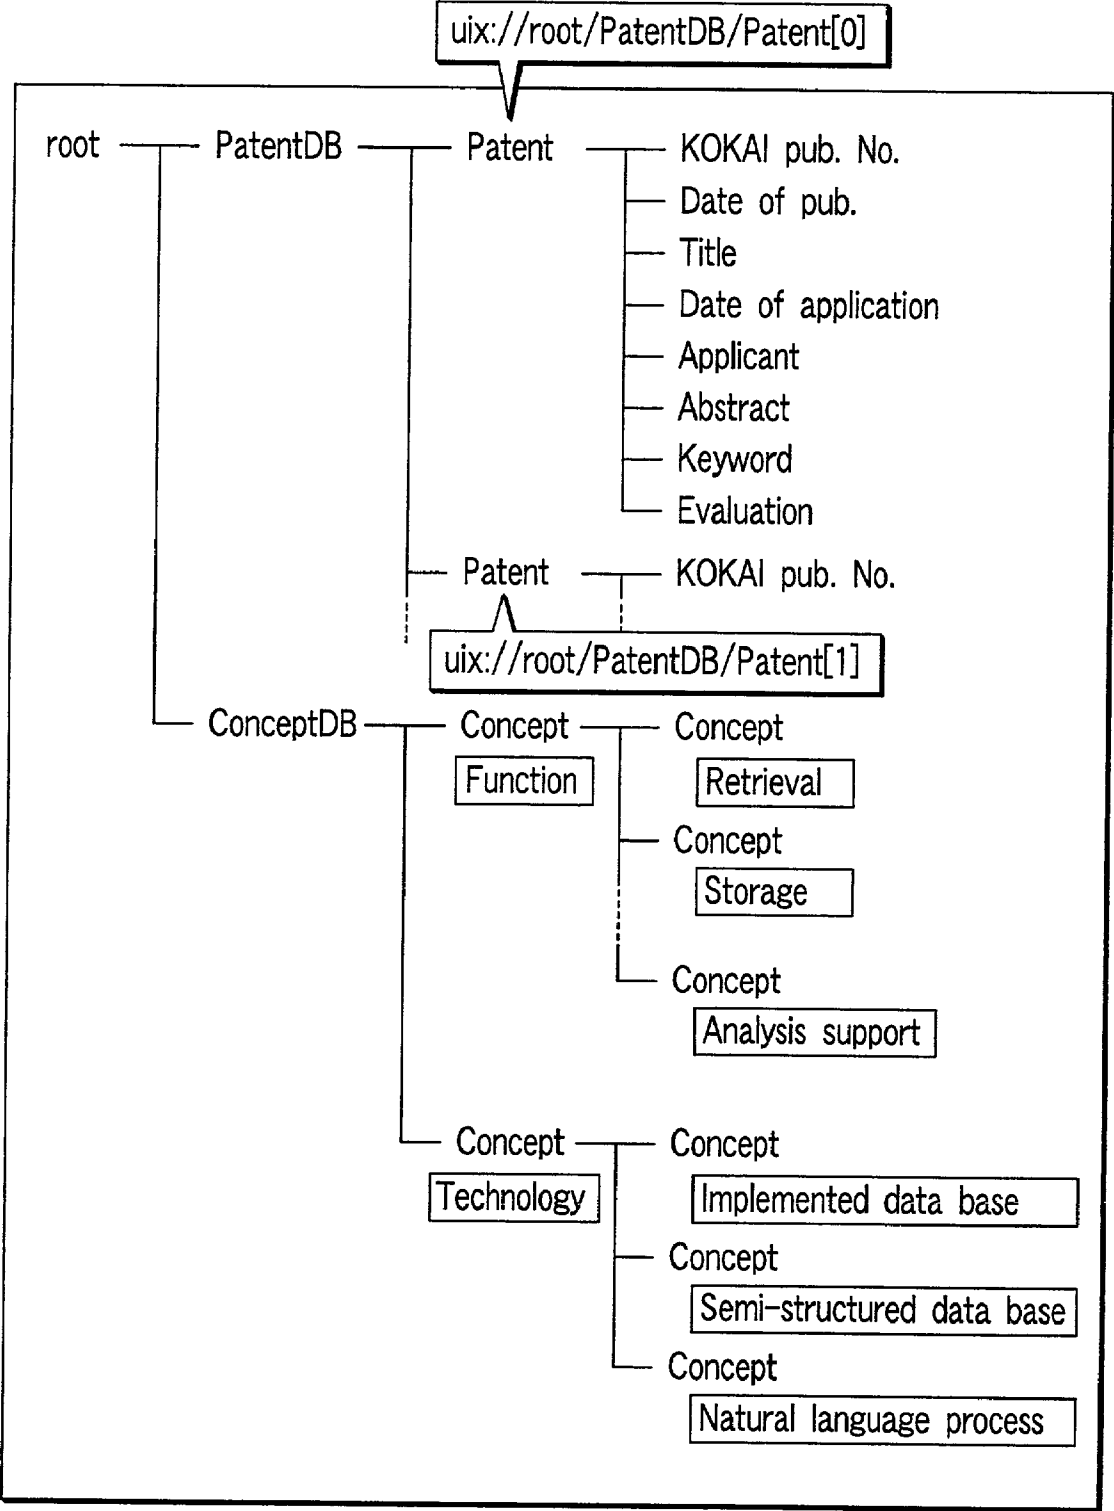 uix://root/PatentDB/Patent[0]
root PatentDB Patent KOKAI pub. No.
Date of pub.
Title
Date of application
Applicant
Abstract
Keyword
Evaluation
Patent KOKAI pub. No.
uix://root/PatentDB/Patent[1]
ConceptDB Concept Concept
Function Retrieval
Concept
Storage
Concept
Analysis support
Concept Concept
Technology Implemented data base
Concept
Semi-structured data base
Concept
Natural language process